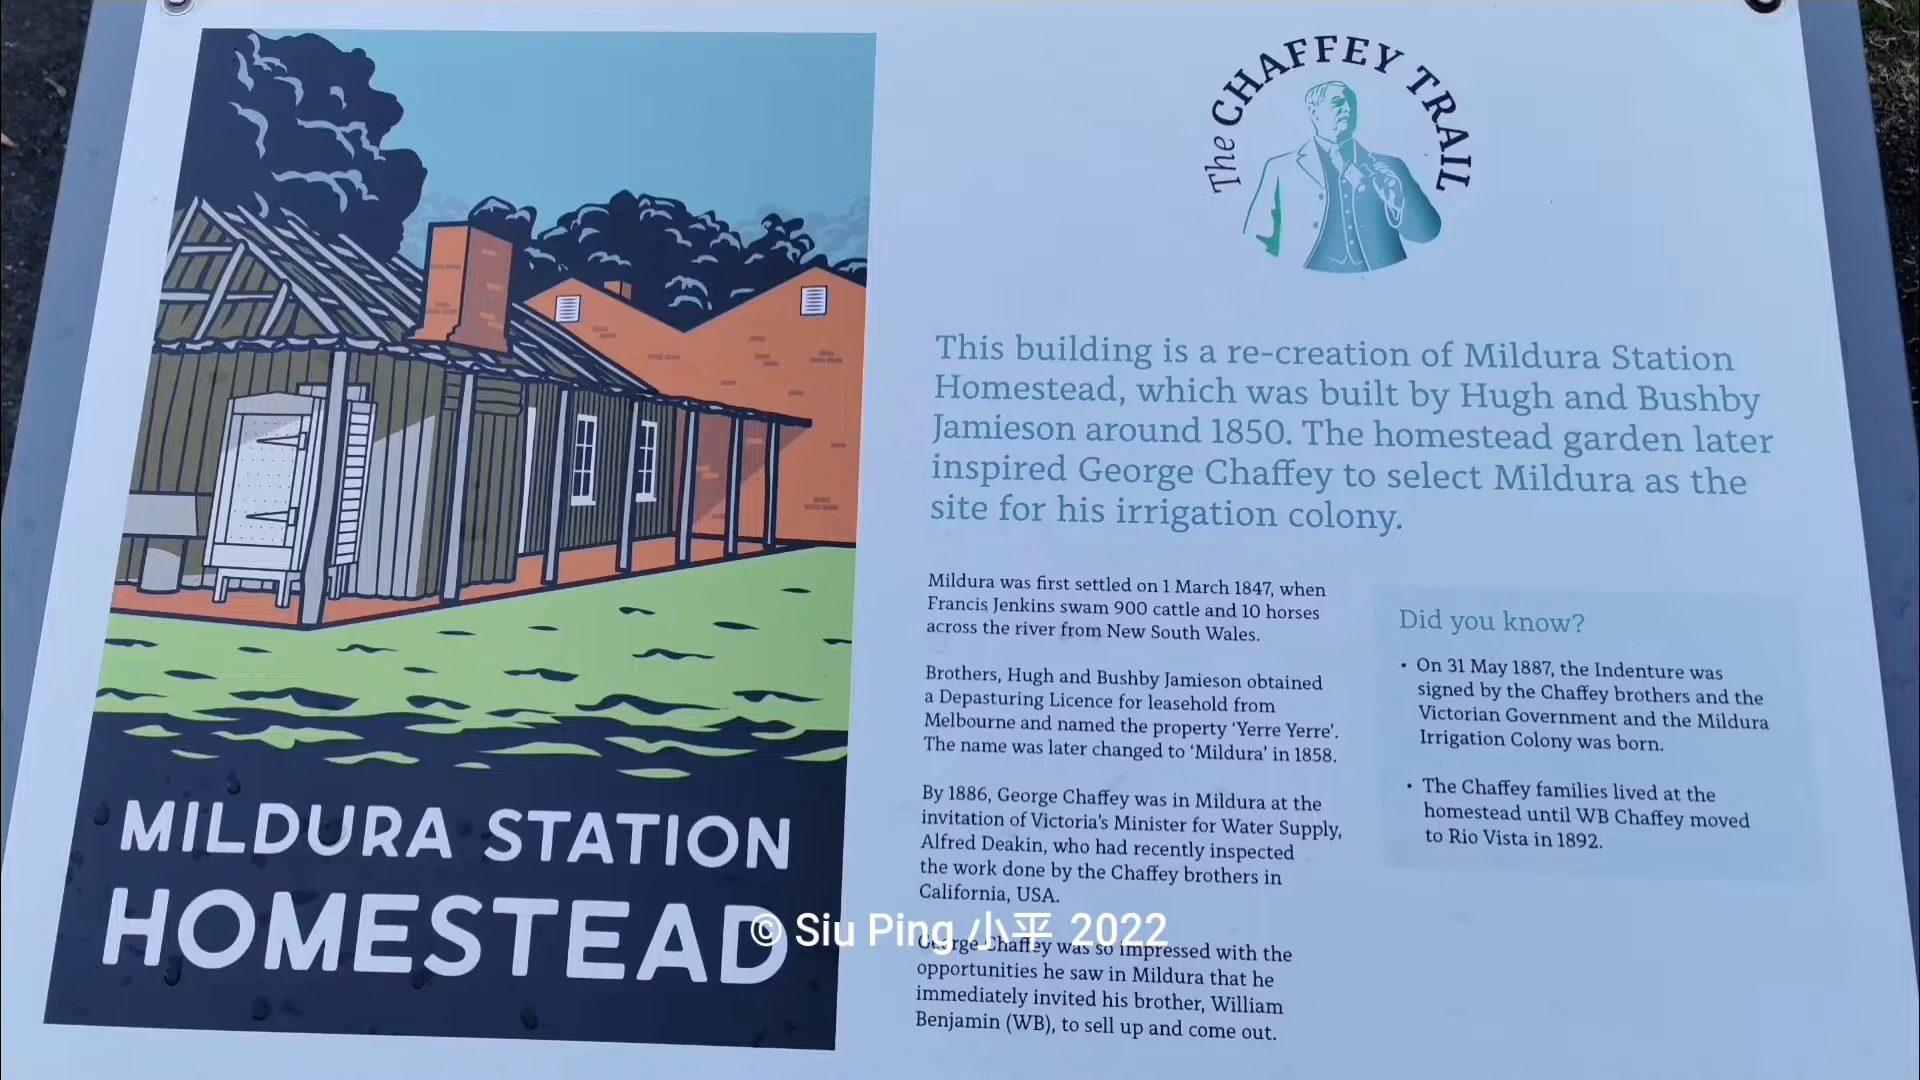 The CHAFFEY TRAIL
This building is a re-creation of Mildura Station
Homestead, which was built by Hugh and Bushby
Jamieson around 1850. The homestead garden later
inspired George Chaffey to select Mildura as the
site for his irrigation colony.
Mildura was first settled on 1 March 1847, when
Francis Jenkins swam 900 cattle and 10 horses
across the river from New South Wales.
Brothers, Hugh and Bushby Jamieson obtained
a Depasturing Licence for leasehold from
Melbourne and named the property ‘Yerre Yerre’.
The name was later changed to ‘Mildura’ in 1858.
By 1886, George Chaffey was in Mildura at the
invitation of Victoria's Minister for Water Supply,
Alfred Deakin, who had recently inspected
the work done by the Chaffey brothers in
California, USA.
George Chaffey was so impressed with the
opportunities he saw in Mildura that he
immediately invited his brother, William
Benjamin (WB), to sell up and come out.
Did you know?
• On 31 May 1887, the Indenture was
signed by the Chaffey brothers and the
Victorian Government and the Mildura
Irrigation Colony was born.
• The Chaffey families lived at the
homestead until WB Chaffey moved
to Rio Vista in 1892.
MILDURA STATION
HOMESTEAD
© Siu Ping 小平 2022